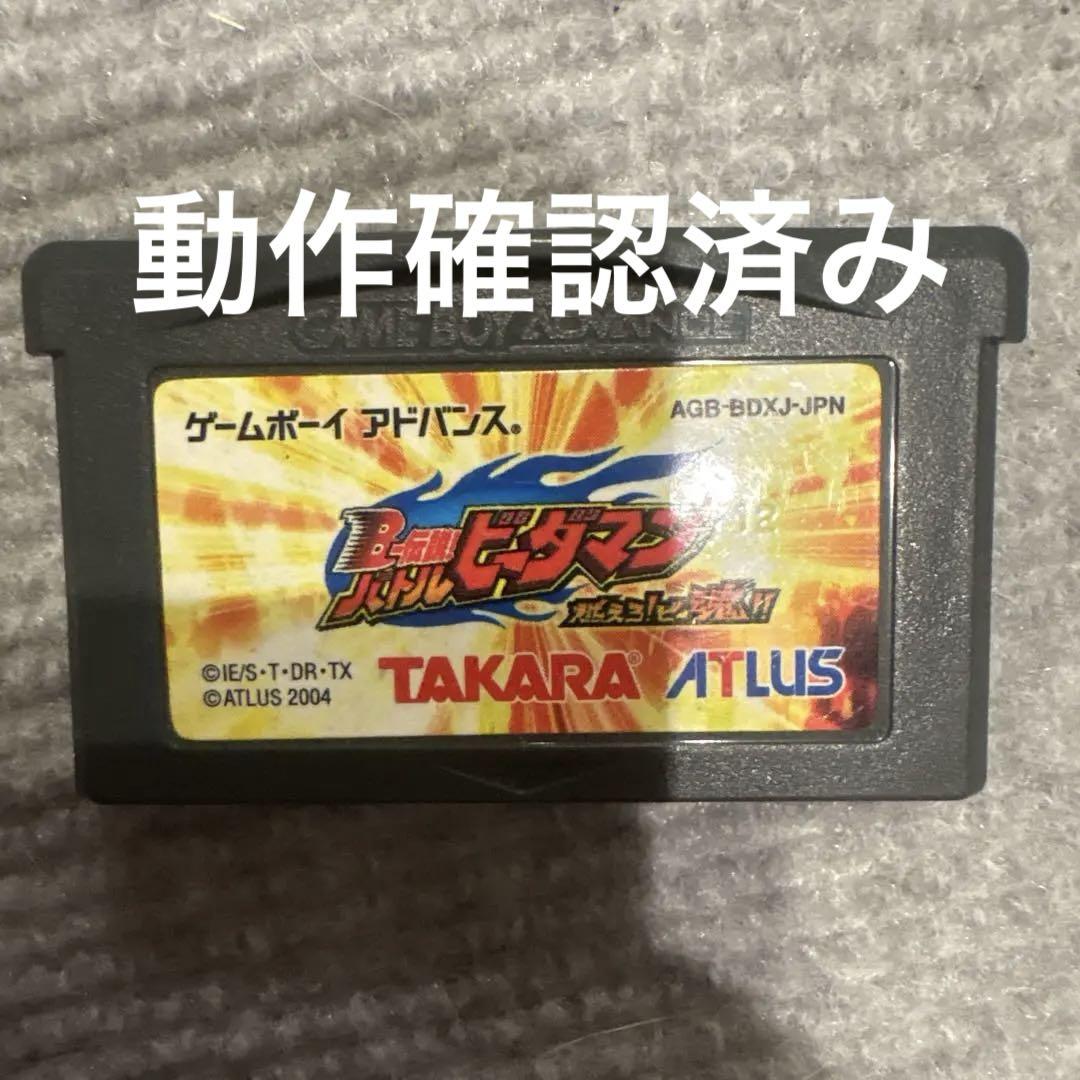 動作確認済み
GAME BOY ADVANCE
ゲームボーイ アドバンス®
AGB-BDXJ-JPN
B-伝説!
バトル ビーダマン
燃えろ!ビー魂!!
12
©IE/S・T・DR・TX
©ATLUS 2004
TAKARA®
ATLUS